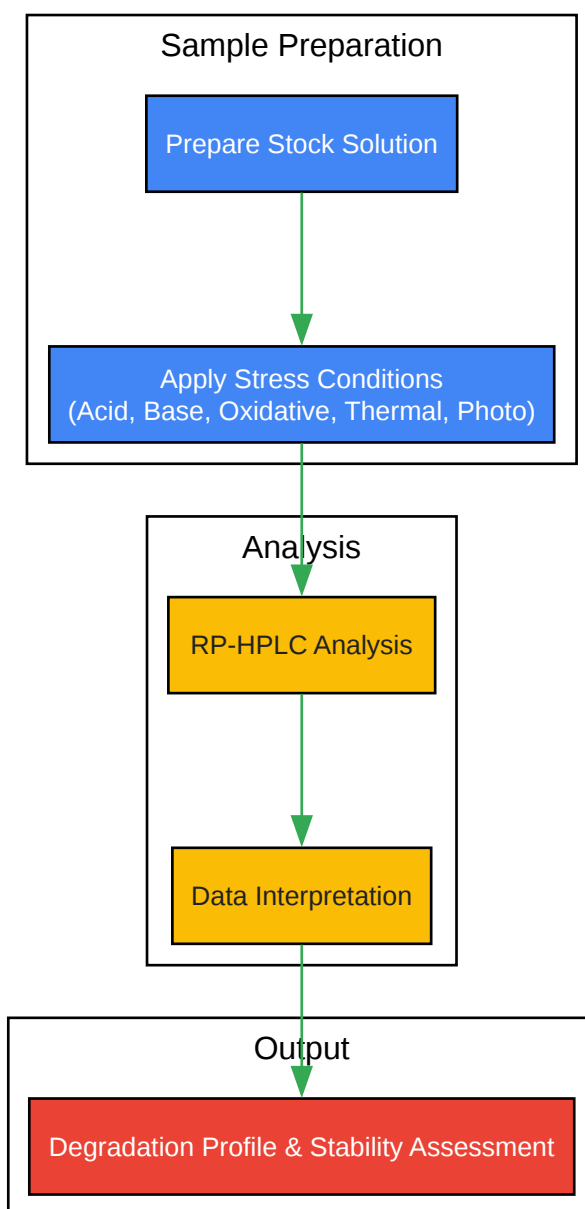 Sample Preparation
Prepare Stock Solution
Apply Stress Conditions
(Acid, Base, Oxidative, Thermal, Photo)
Analysis
RP-HPLC Analysis
Data Interpretation
Output
Degradation Profile & Stability Assessment